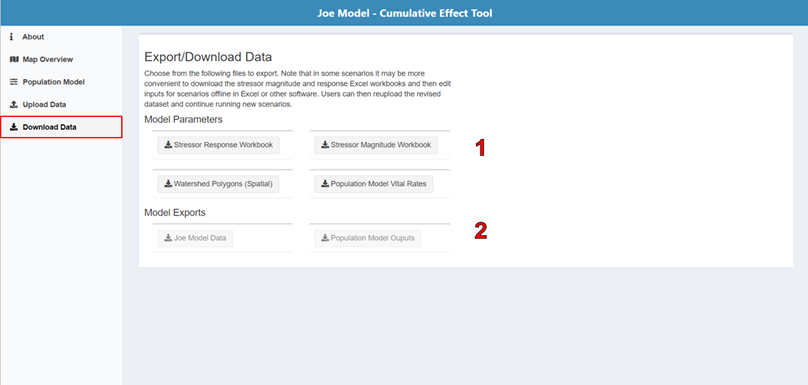 Joe Model - Cumulative Effect Tool
About
Map Overview
Population Model
Upload Data
Download Data
Export/Download Data
Choose from the following files to export. Note that in some scenarios it may be more
convenient to download the stressor magnitude and response Excel workbooks and then edit
inputs for scenarios offline in Excel or other software. Users can then reupload the revised
dataset and continue running new scenarios.
Model Parameters
Stressor Response Workbook
Stressor Magnitude Workbook
1
Watershed Polygons (Spatial)
Population Model Vital Rates
Model Exports
2
Joe Model Data
Population Model Ouputs